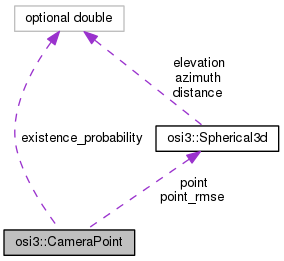 optional double
elevation
azimuth
distance
existence_probability
osi3::Spherical3d
point
point_rmse
osi3::CameraPoint